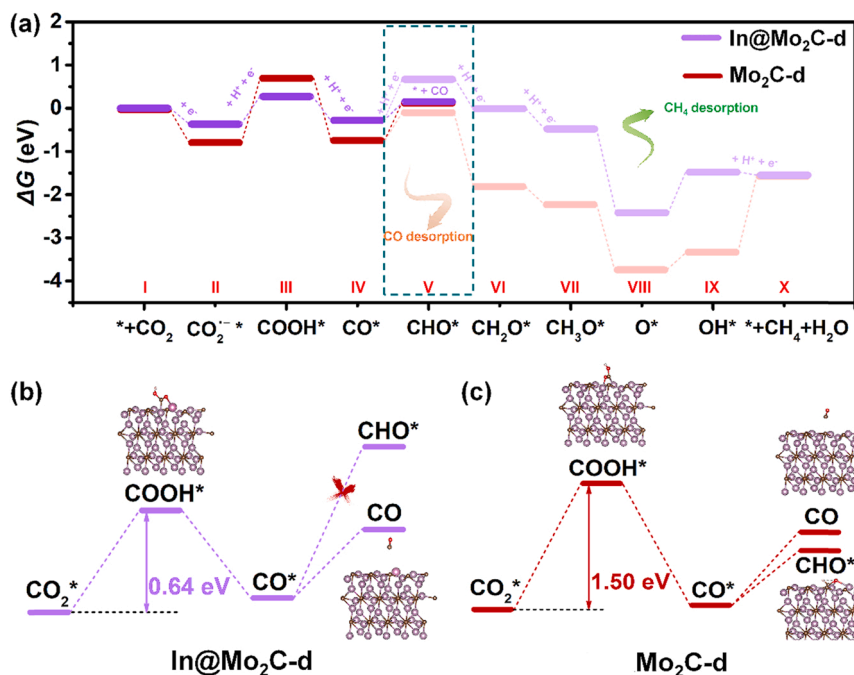 (a)
2
1
0
-1
-2
-3
-4
ΔG (eV)
In@Mo₂C-d
Mo₂C-d
+ e⁻
+ H⁺ + e⁻
+ H⁺ + e⁻
+ H⁺ + e⁻
* + CO
+ H⁺ + e⁻
+ H⁺ + e⁻
+ H⁺ + e⁻
CH₄ desorption
CO desorption
I II III IV V VI VII VIII IX X
*+CO₂ CO₂˙⁻ * COOH* CO* CHO* CH₂O* CH₃O* O* OH* *+CH₄+H₂O
(b)
CHO*
COOH*
CO
CO₂*
0.64 eV
CO*
In@Mo₂C-d
(c)
COOH*
CO
CO₂*
1.50 eV
CO*
CHO*
Mo₂C-d